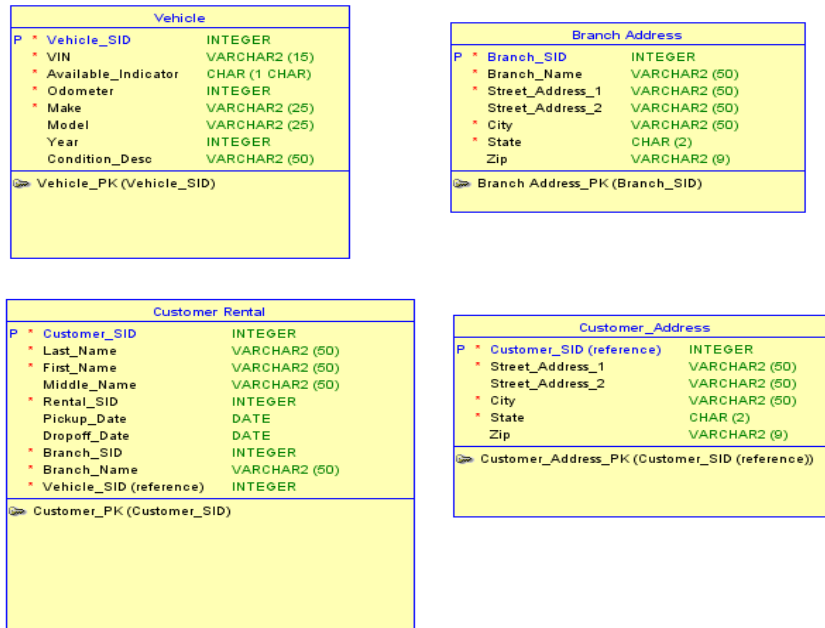 Vehicle
P * Vehicle_SID INTEGER
* VIN VARCHAR2 (15)
* Available_Indicator CHAR (1 CHAR)
* Odometer INTEGER
* Make VARCHAR2 (25)
Model VARCHAR2 (25)
Year INTEGER
Condition_Desc VARCHAR2 (50)
Vehicle_PK (Vehicle_SID)
Branch Address
P * Branch_SID INTEGER
* Branch_Name VARCHAR2 (50)
* Street_Address_1 VARCHAR2 (50)
Street_Address_2 VARCHAR2 (50)
* City VARCHAR2 (50)
* State CHAR (2)
Zip VARCHAR2 (9)
Branch Address_PK (Branch_SID)
Customer Rental
P * Customer_SID INTEGER
* Last_Name VARCHAR2 (50)
* First_Name VARCHAR2 (50)
Middle_Name VARCHAR2 (50)
* Rental_SID INTEGER
Pickup_Date DATE
Dropoff_Date DATE
* Branch_SID INTEGER
* Branch_Name VARCHAR2 (50)
* Vehicle_SID (reference) INTEGER
Customer_PK (Customer_SID)
Customer_Address
P * Customer_SID (reference) INTEGER
* Street_Address_1 VARCHAR2 (50)
Street_Address_2 VARCHAR2 (50)
* City VARCHAR2 (50)
* State CHAR (2)
Zip VARCHAR2 (9)
Customer_Address_PK (Customer_SID (reference))